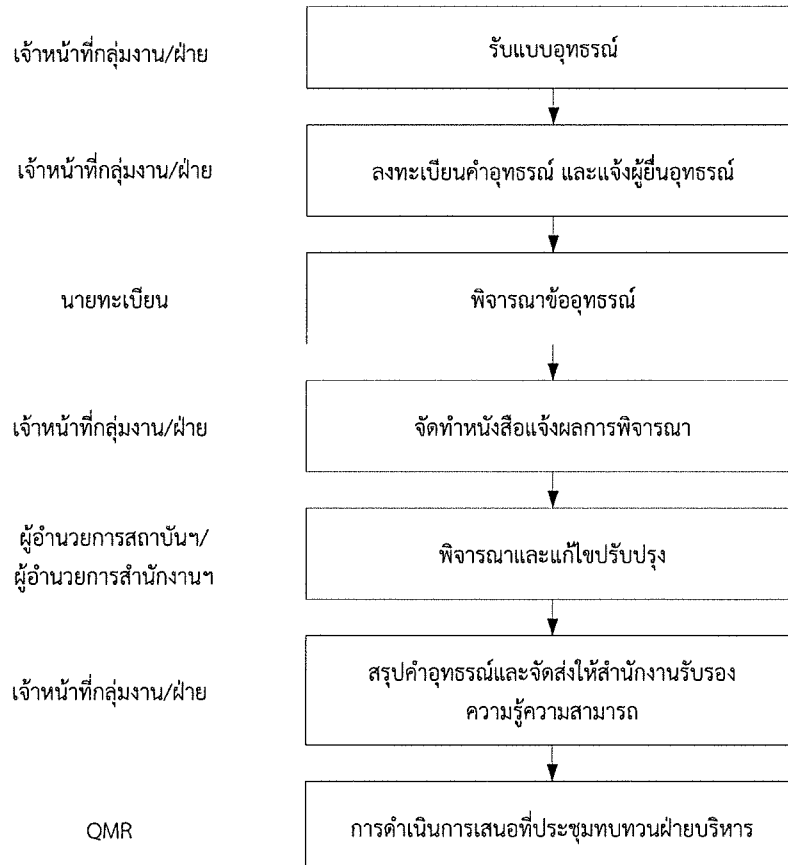 เจ้าหน้าที่กลุ่มงาน/ฝ่าย
รับแบบอุทธรณ์
เจ้าหน้าที่กลุ่มงาน/ฝ่าย
ลงทะเบียนคำอุทธรณ์ และแจ้งผู้ยื่นอุทธรณ์
นายทะเบียน
พิจารณาข้ออุทธรณ์
เจ้าหน้าที่กลุ่มงาน/ฝ่าย
จัดทำหนังสือแจ้งผลการพิจารณา
ผู้อำนวยการสถาบันฯ/
ผู้อำนวยการสำนักงานฯ
พิจารณาและแก้ไขปรับปรุง
เจ้าหน้าที่กลุ่มงาน/ฝ่าย
สรุปคำอุทธรณ์และจัดส่งให้สำนักงานรับรอง
ความรู้ความสามารถ
QMR
การดำเนินการเสนอที่ประชุมทบทวนฝ่ายบริหาร